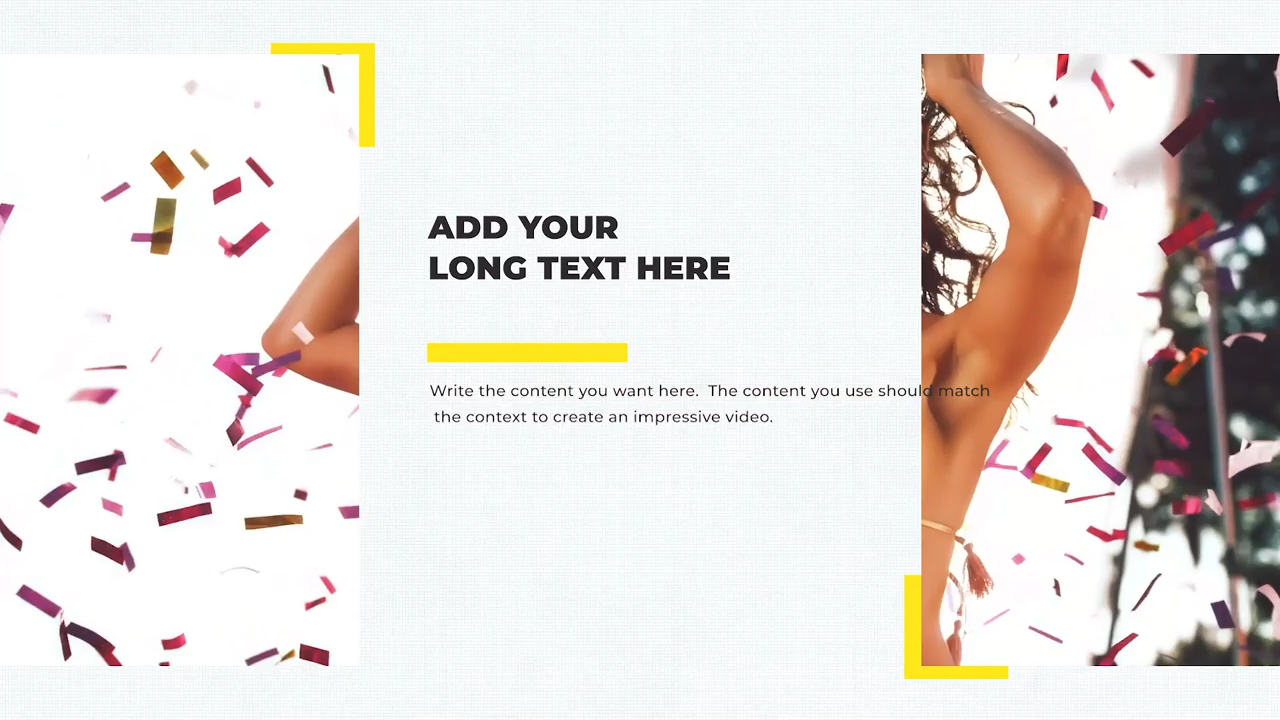 ADD YOUR
LONG TEXT HERE
Write the content you want here.  The content you use should match
the context to create an impressive video.